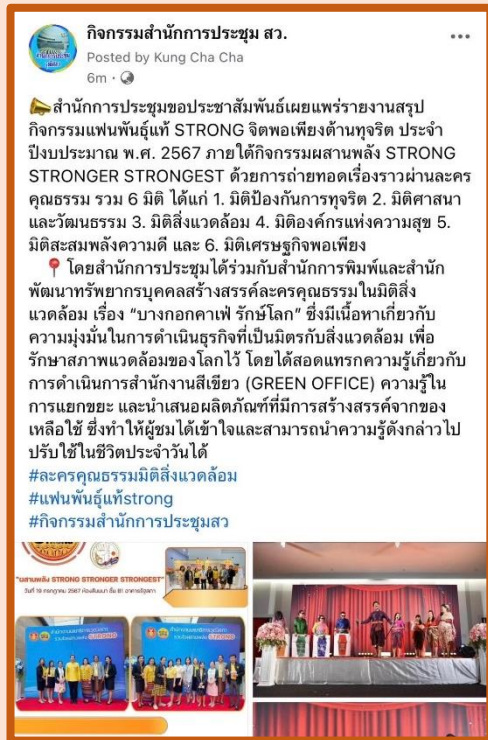 กิจกรรมสำนักการประชุม สว.
Posted by Kung Cha Cha
6m ·
สำนักการประชุมขอประชาสัมพันธ์เผยแพร่รายงานสรุป
กิจกรรมแฟนพันธุ์แท้ STRONG จิตพอเพียงต้านทุจริต ประจำ
ปีงบประมาณ พ.ศ. 2567 ภายใต้กิจกรรมผสานพลัง STRONG
STRONGER STRONGEST ด้วยการถ่ายทอดเรื่องราวผ่านละคร
คุณธรรม รวม 6 มิติ ได้แก่ 1. มิติป้องกันการทุจริต 2. มิติศาสนา
และวัฒนธรรม 3. มิติสิ่งแวดล้อม 4. มิติองค์กรแห่งความสุข 5.
มิติสะสมพลังความดี และ 6. มิติเศรษฐกิจพอเพียง
โดยสำนักการประชุมได้ร่วมกับสำนักการพิมพ์และสำนัก
พัฒนาทรัพยากรบุคคลสร้างสรรค์ละครคุณธรรมในมิติสิ่ง
แวดล้อม เรื่อง “บางกอกคาเฟ่ รักษ์โลก” ซึ่งมีเนื้อหาเกี่ยวกับ
ความมุ่งมั่นในการดำเนินธุรกิจที่เป็นมิตรกับสิ่งแวดล้อม เพื่อ
รักษาสภาพแวดล้อมของโลกไว้ โดยได้สอดแทรกความรู้เกี่ยวกับ
การดำเนินการสำนักงานสีเขียว (GREEN OFFICE) ความรู้ใน
การแยกขยะ และนำเสนอผลิตภัณฑ์ที่มีการสร้างสรรค์จากของ
เหลือใช้ ซึ่งทำให้ผู้ชมได้เข้าใจและสามารถนำความรู้ดังกล่าวไป
ปรับใช้ในชีวิตประจำวันได้
#ละครคุณธรรมมิติสิ่งแวดล้อม
#แฟนพันธุ์แท้strong
#กิจกรรมสำนักการประชุมสว
"ผสานพลัง STRONG STRONGER STRONGEST"
วันที่ 19 กรกฎาคม 2567 ห้องสัมมนา ชั้น B1 อาคารรัฐสภา